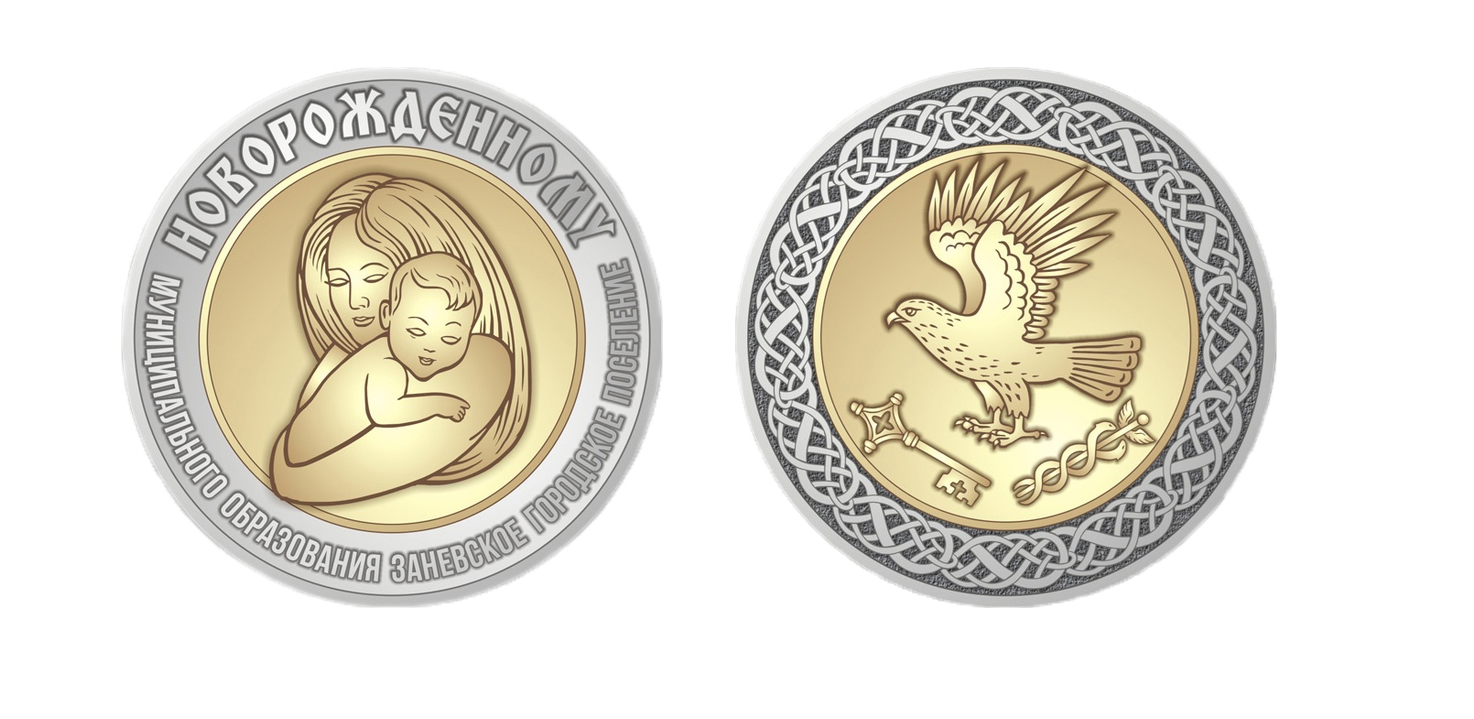 НОВОРОЖДЕННОМУ
МУНИЦИПАЛЬНОГО ОБРАЗОВАНИЯ ЗАНЕВСКОЕ ГОРОДСКОЕ ПОСЕЛЕНИЕ